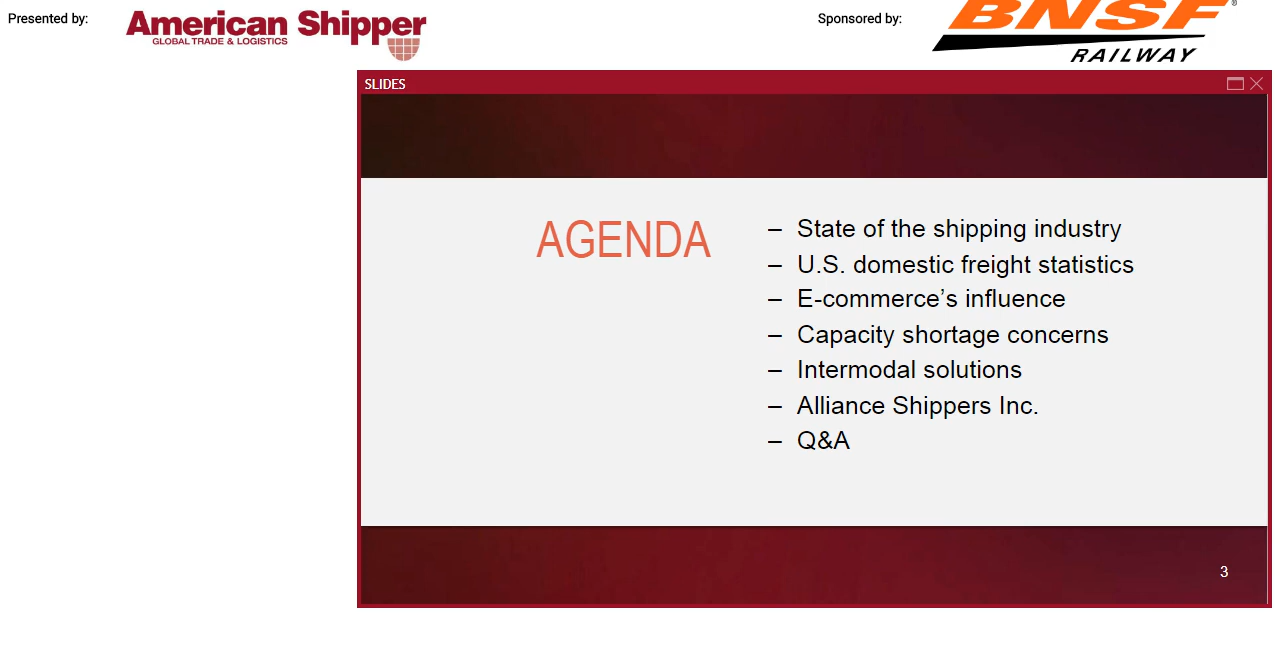 Presented by:
American Shipper
GLOBAL TRADE & LOGISTICS
Sponsored by:
BNSF®
RAILWAY
SLIDES
AGENDA
– State of the shipping industry
– U.S. domestic freight statistics
– E-commerce’s influence
– Capacity shortage concerns
– Intermodal solutions
– Alliance Shippers Inc.
– Q&A
3